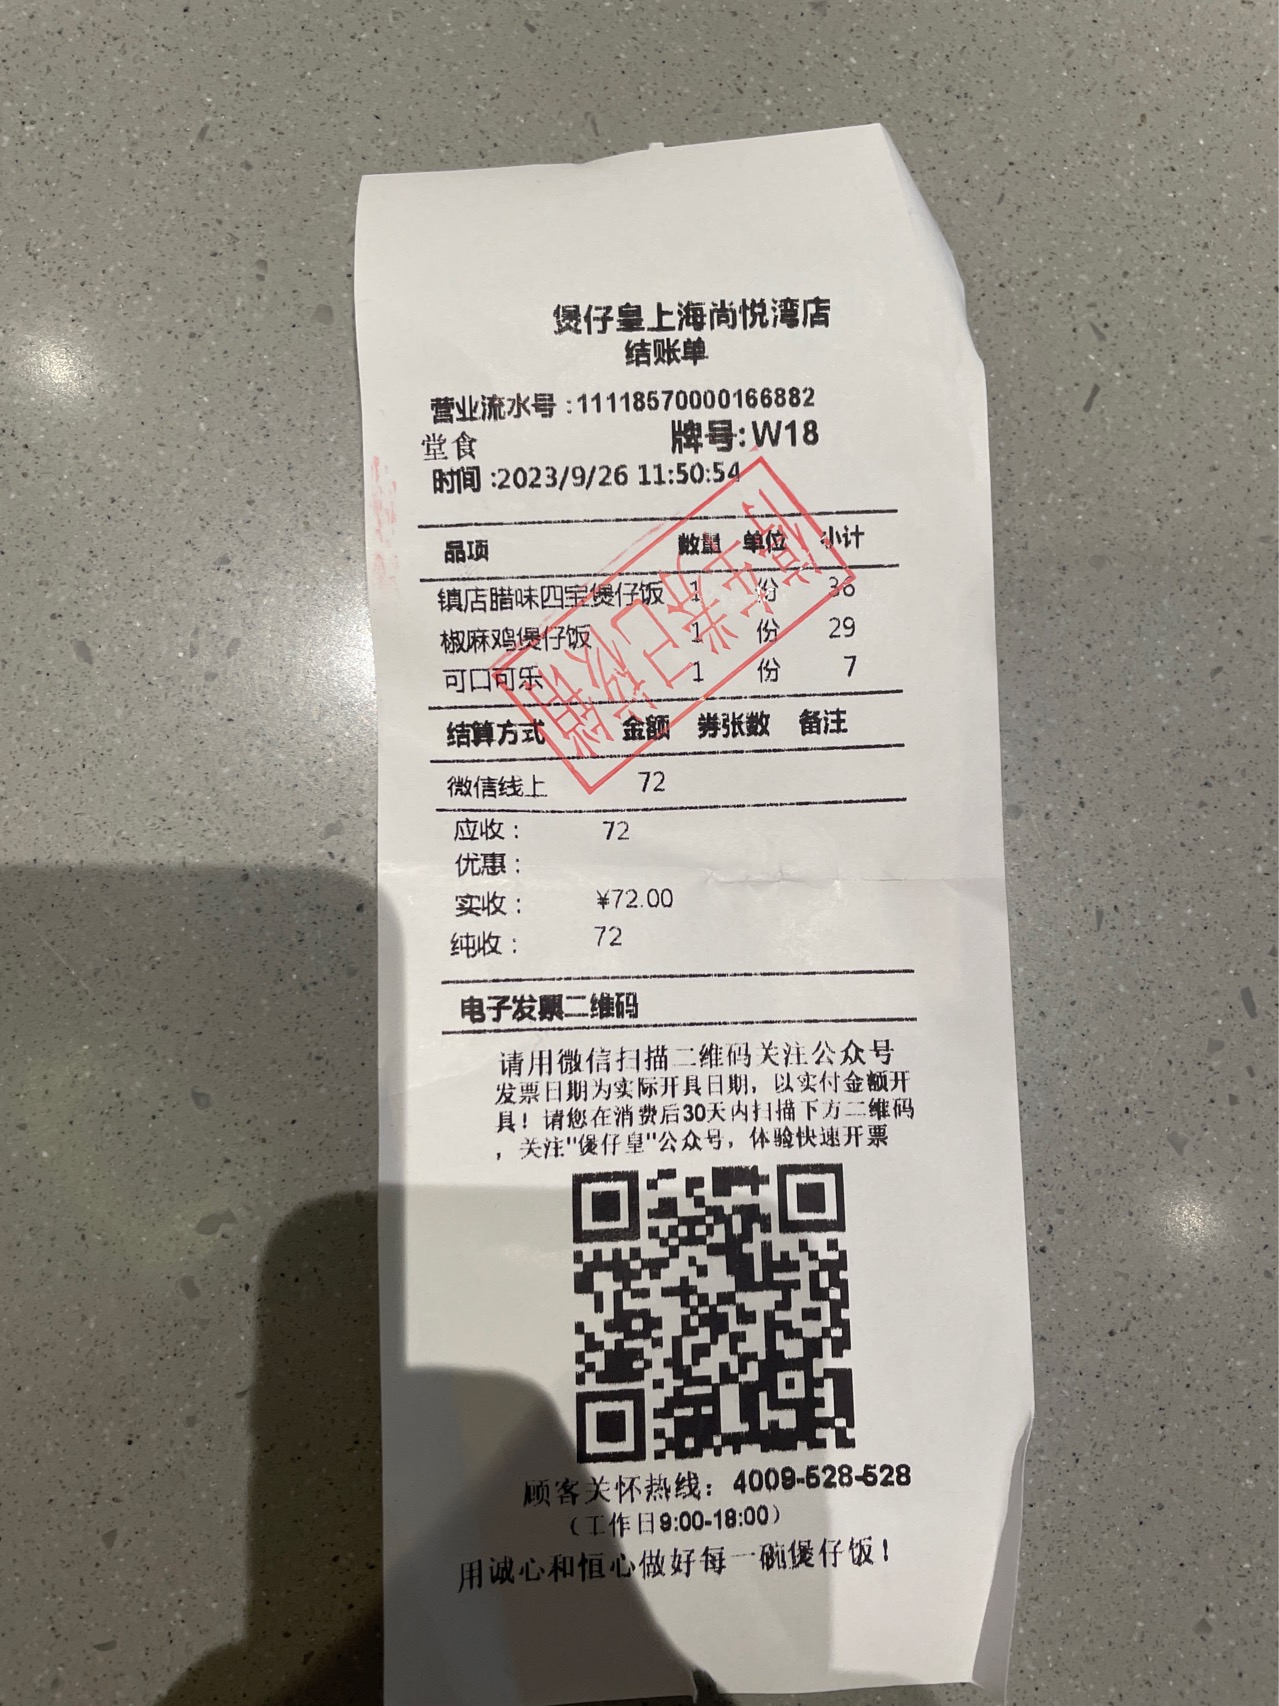 煲仔皇上海尚悦湾店
结账单
营业流水号:11118570000166882
堂食 牌号:W18
时间:2023/9/26 11:50:54
品项 数量 单位 小计
镇店腊味四宝煲仔饭 1 份 36
椒麻鸡煲仔饭 1 份 29
可口可乐 1 份 7
结算方式 金额 券张数 备注
微信线上 72
应收: 72
优惠:
实收: ¥72.00
纯收: 72
电子发票二维码
请用微信扫描二维码关注公众号
发票日期为实际开具日期，以实付金额开
具！请您在消费后30天内扫描下方二维码
，关注"煲仔皇"公众号，体验快速开票
顾客关怀热线：4009-528-528
（工作日9:00-18:00）
用诚心和恒心做好每一碗煲仔饭！